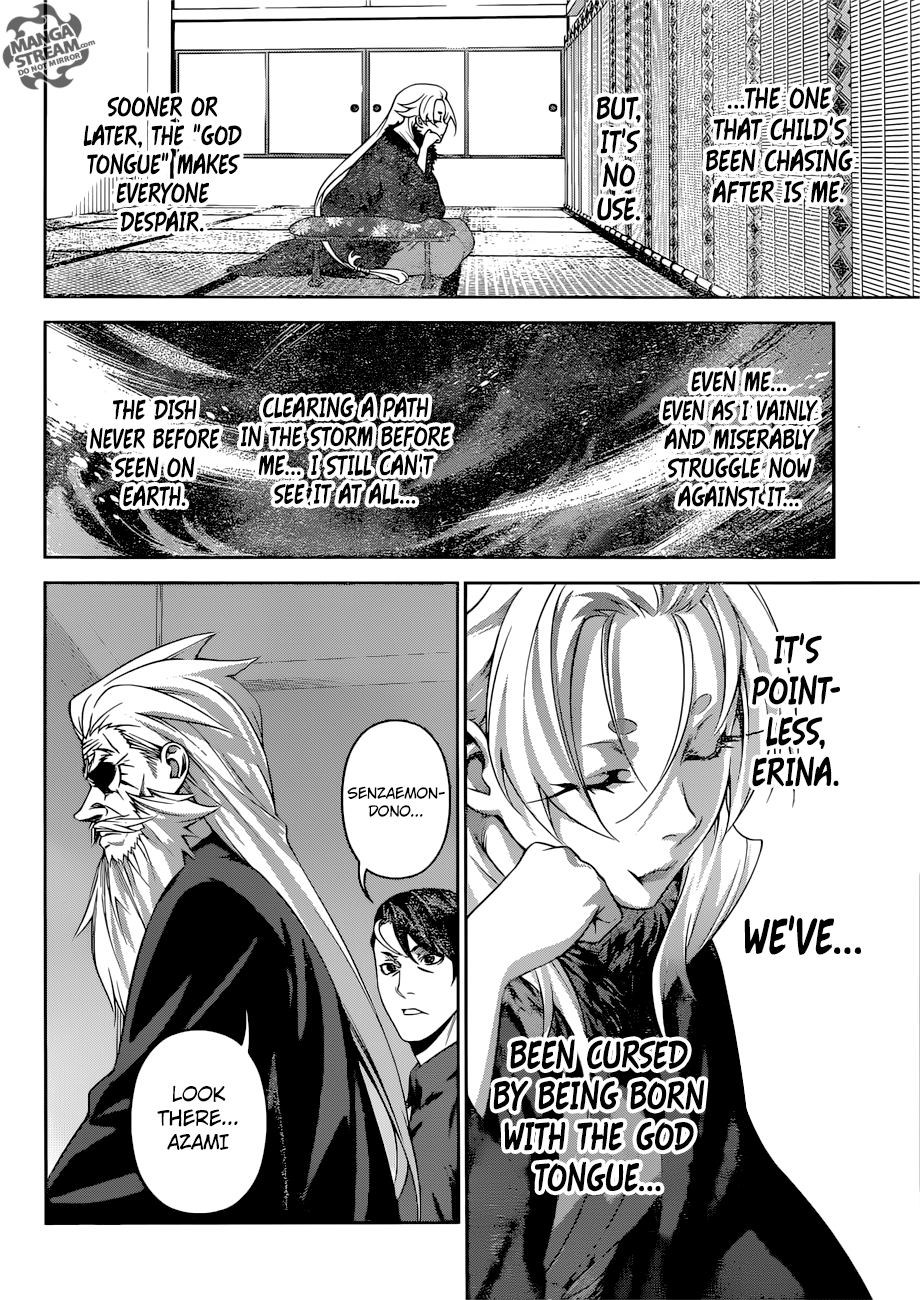 MANGA
STREAM.com
DO NOT MIRROR!
...THE ONE
THAT CHILD'S
BEEN CHASING
AFTER IS ME.
BUT,
IT'S
NO
USE.
SOONER OR
LATER, THE "GOD
TONGUE" MAKES
EVERYONE
DESPAIR.
EVEN ME...
EVEN AS I VAINLY
AND MISERABLY
STRUGGLE NOW
AGAINST IT...
CLEARING A PATH
IN THE STORM BEFORE
ME... I STILL CAN'T
SEE IT AT ALL...
THE DISH
NEVER BEFORE
SEEN ON
EARTH.
IT'S
POINT-
LESS,
ERINA.
WE'VE...
BEEN CURSED
BY BEING BORN
WITH THE GOD
TONGUE...
SENZAEMON-
DONO...
LOOK
THERE...
AZAMI